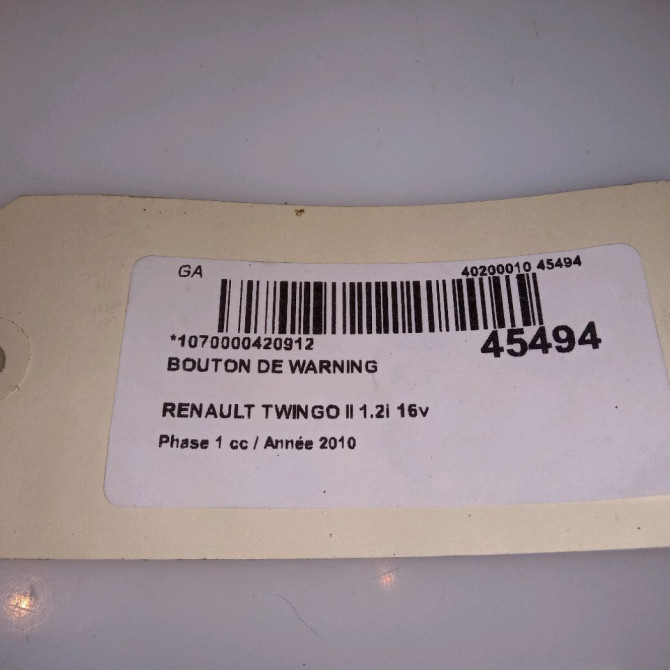 GA 40200010 45494
*1070000420912 45494
BOUTON DE WARNING
RENAULT TWINGO II 1.2i 16v
Phase 1 cc / Année 2010